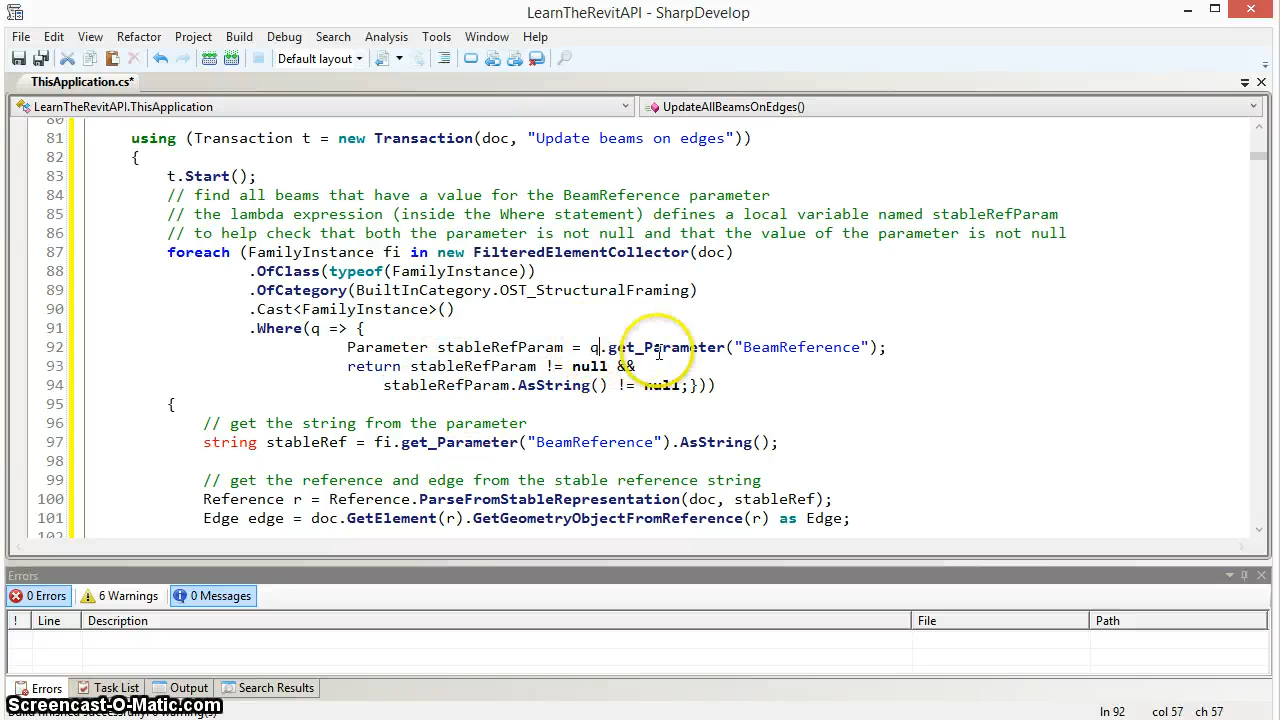 LearnTheRevitAPI - SharpDevelop
File Edit View Refactor Project Build Debug Search Analysis Tools Window Help
Default layout
ThisApplication.cs*
LearnTheRevitAPI.ThisApplication UpdateAllBeamsOnEdges()
80
81 using (Transaction t = new Transaction(doc, "Update beams on edges"))
82 {
83 t.Start();
84 // find all beams that have a value for the BeamReference parameter
85 // the lambda expression (inside the Where statement) defines a local variable named stableRefParam
86 // to help check that both the parameter is not null and that the value of the parameter is not null
87 foreach (FamilyInstance fi in new FilteredElementCollector(doc)
88 .OfClass(typeof(FamilyInstance))
89 .OfCategory(BuiltInCategory.OST_StructuralFraming)
90 .Cast<FamilyInstance>()
91 .Where(q => {
92 Parameter stableRefParam = q.get_Parameter("BeamReference");
93 return stableRefParam != null &&
94 stableRefParam.AsString() != null;}))
95 {
96 // get the string from the parameter
97 string stableRef = fi.get_Parameter("BeamReference").AsString();
98
99 // get the reference and edge from the stable reference string
100 Reference r = Reference.ParseFromStableRepresentation(doc, stableRef);
101 Edge edge = doc.GetElement(r).GetGeometryObjectFromReference(r) as Edge;
102
Errors
0 Errors 6 Warnings 0 Messages
! Line Description File Path
Errors Task List Output Search Results
Screencast-O-Matic.com
ln 92 col 57 ch 57